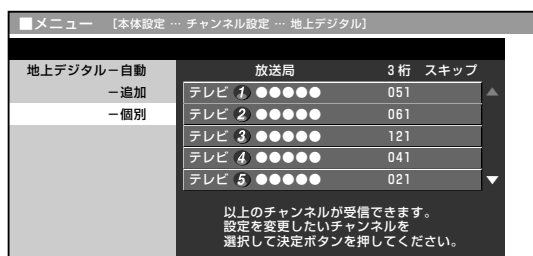 ■メニュー [本体設定 … チャンネル設定 … 地上デジタル]
地上デジタル－自動
－追加
－個別
放送局 3桁 スキップ
テレビ 1 ●●●●● 051
テレビ 2 ●●●●● 061
テレビ 3 ●●●●● 121
テレビ 4 ●●●●● 041
テレビ 5 ●●●●● 021
以上のチャンネルが受信できます。
設定を変更したいチャンネルを
選択して決定ボタンを押してください。